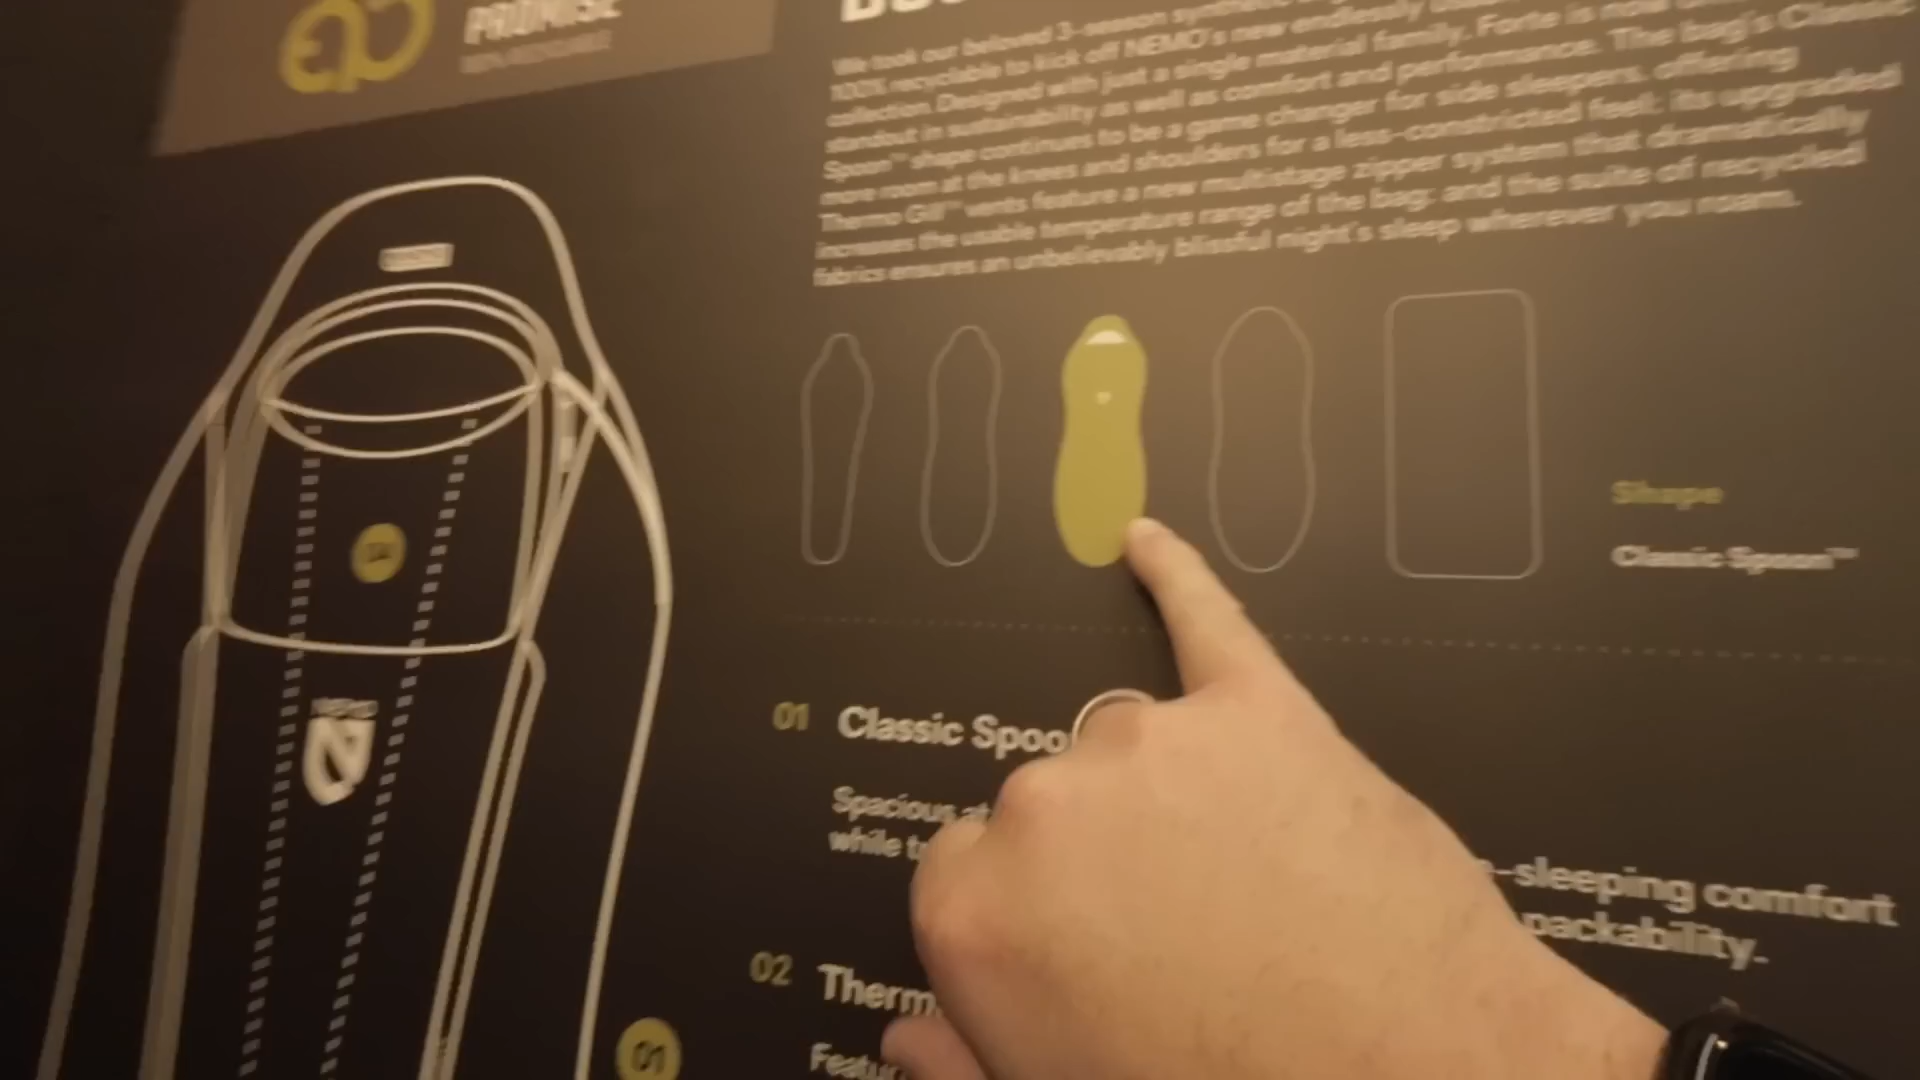 PROMISE
We took our beloved 3-season synthetic
100% recyclable to kick off NEMO's new endlessly
collection. Designed with just a single material family, Forte is now
standout in sustainability as well as comfort and performance. The bag's Classic
Spoon™ shape continues to be a game changer for side sleepers, offering
more room at the knees and shoulders for a less-constricted feel; its upgraded
Thermo Gill™ vents feature a new multistage zipper system that dramatically
increases the usable temperature range of the bag; and the suite of recycled
fabrics ensures an unbelievably blissful night's sleep wherever you roam.
Shape
Classic Spoon™
04
NEMO
01 Classic Spoo
Spacious at
while tr
-sleeping comfort
packability.
02 Therm
Featur
01